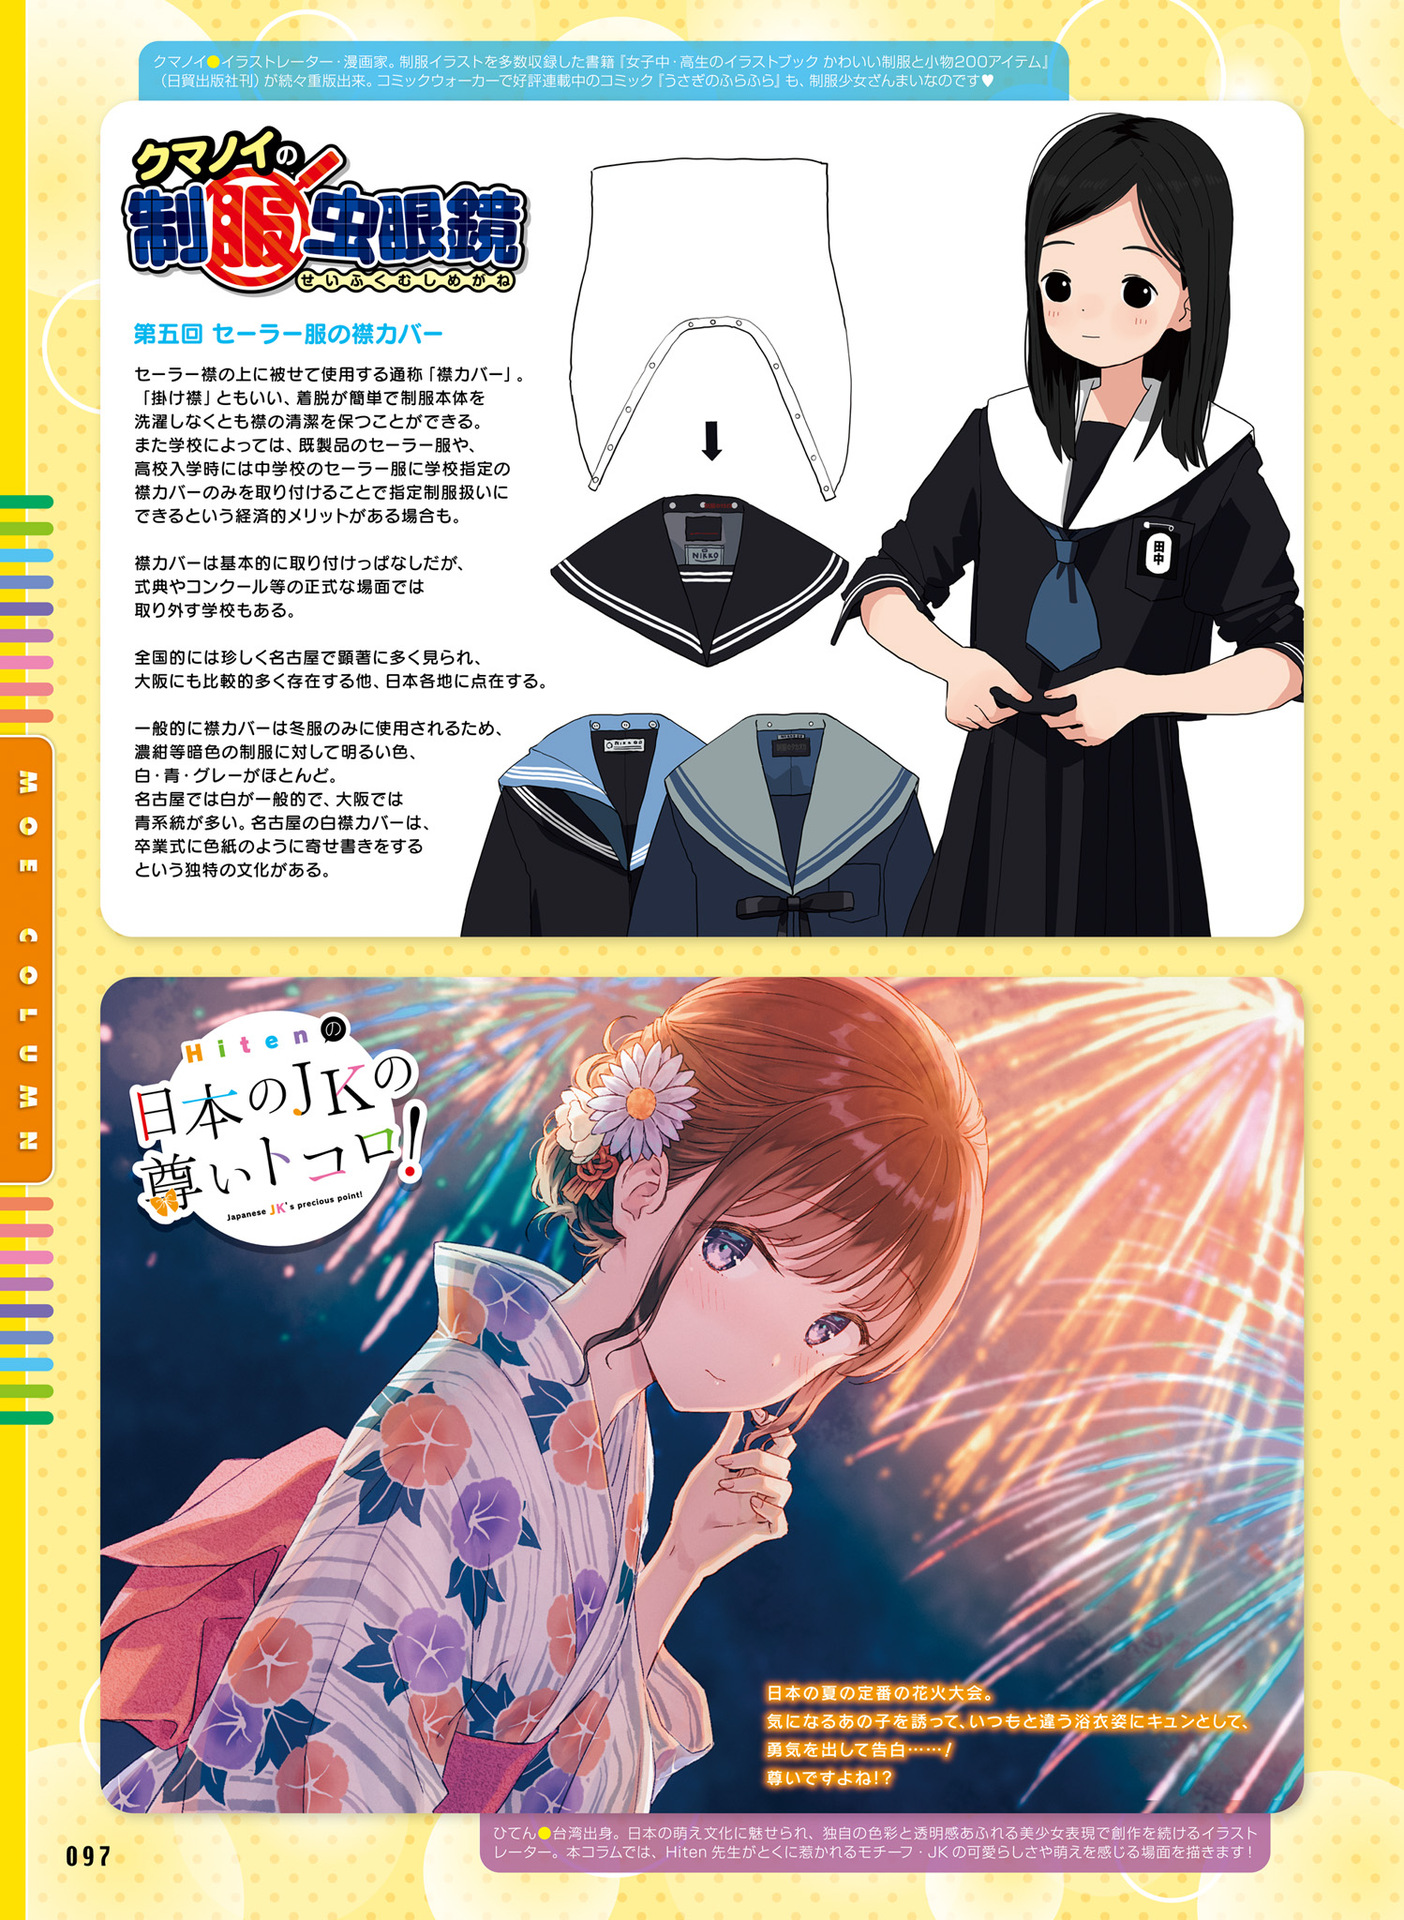 クマノイ●イラストレーター・漫画家。制服イラストを多数収録した書籍『女子中・高生のイラストブック かわいい制服と小物200アイテム』
（日貿出版社刊）が続々重版出来。コミックウォーカーで好評連載中のコミック『うさぎのふらふら』も、制服少女ざんまいなのです♥
クマノイの
制服虫眼鏡
せいふくむしめがね
第五回 セーラー服の襟カバー
セーラー襟の上に被せて使用する通称「襟カバー」。
「掛け襟」ともいい、着脱が簡単で制服本体を
洗濯しなくとも襟の清潔を保つことができる。
また学校によっては、既製品のセーラー服や、
高校入学時には中学校のセーラー服に学校指定の
襟カバーのみを取り付けることで指定制服扱いに
できるという経済的メリットがある場合も。
襟カバーは基本的に取り付けっぱなしだが、
式典やコンクール等の正式な場面では
取り外す学校もある。
全国的には珍しく名古屋で顕著に多く見られ、
大阪にも比較的多く存在する他、日本各地に点在する。
一般的に襟カバーは冬服のみに使用されるため、
濃紺等暗色の制服に対して明るい色、
白・青・グレーがほとんど。
名古屋では白が一般的で、大阪では
青系統が多い。名古屋の白襟カバーは、
卒業式に色紙のように寄せ書きをする
という独特の文化がある。
NIKKO
田中
MOE COLUMN
Hitenの
日本のJKの
尊いトコロ!
Japanese JK's precious point!
日本の夏の定番の花火大会。
気になるあの子を誘って、いつもと違う浴衣姿にキュンとして、
勇気を出して告白……！
尊いですよね!?
ひてん●台湾出身。日本の萌え文化に魅せられ、独自の色彩と透明感あふれる美少女表現で創作を続けるイラスト
レーター。本コラムでは、Hiten 先生がとくに惹かれるモチーフ・JKの可愛らしさや萌えを感じる場面を描きます！
097